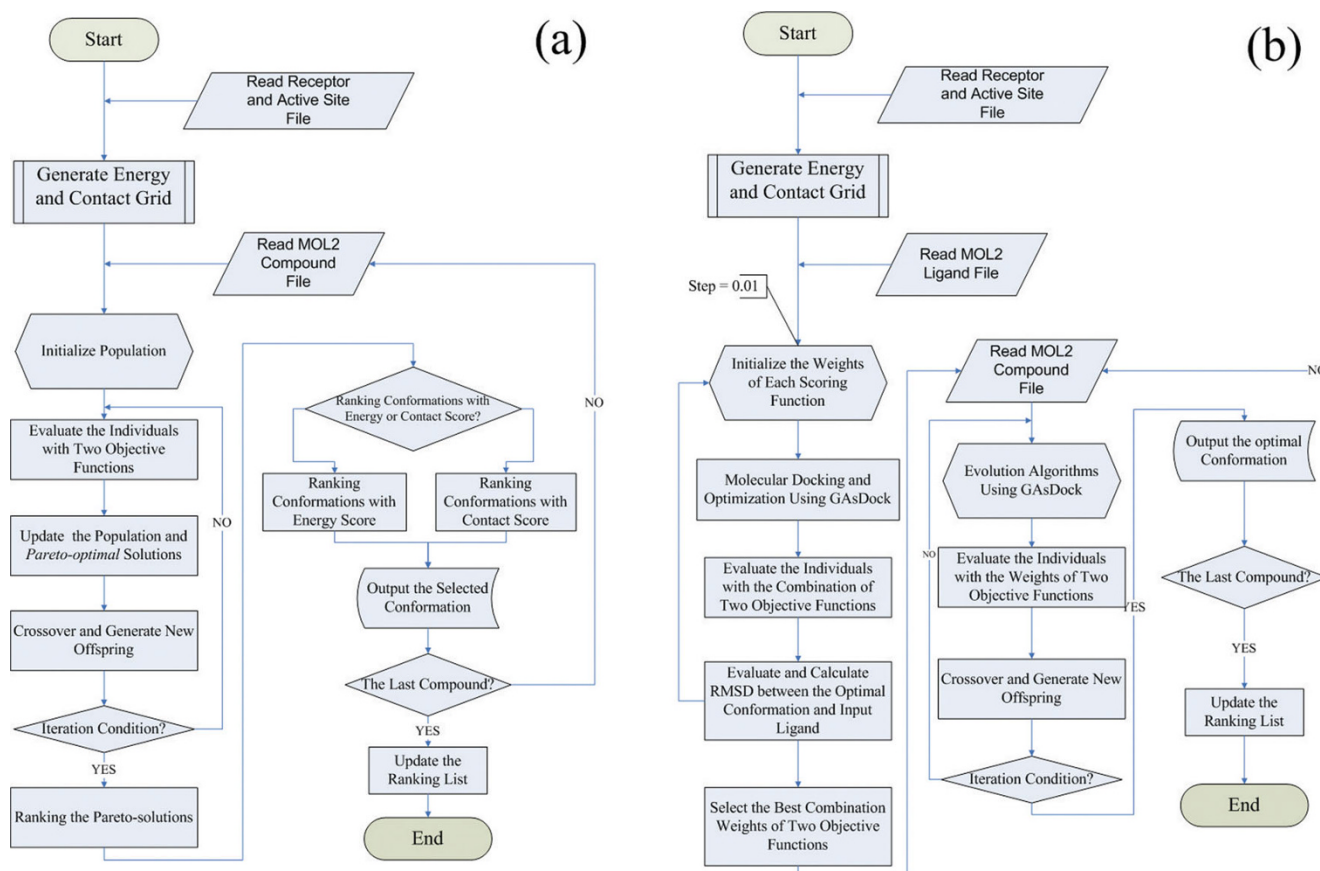 (a)
Start
Read Receptor
and Active Site
File
Generate Energy
and Contact Grid
Read MOL2
Compound
File
Initialize Population
Evaluate the Individuals
with Two Objective
Functions
Update the Population and
Pareto-optimal Solutions
Crossover and Generate New
Offspring
Iteration Condition?
NO
YES
Ranking the Pareto-solutions
Ranking Conformations with
Energy or Contact Score?
Ranking
Conformations with
Energy Score
Ranking
Conformations with
Contact Score
Output the Selected
Conformation
The Last Compound?
NO
YES
Update the
Ranking List
End
(b)
Start
Read Receptor
and Active Site
File
Generate Energy
and Contact Grid
Read MOL2
Ligand File
Step = 0.01
Initialize the Weights
of Each Scoring
Function
Molecular Docking and
Optimization Using GAsDock
Evaluate the Individuals
with the Combination of
Two Objective Functions
Evaluate and Calculate
RMSD between the Optimal
Conformation and Input
Ligand
Select the Best Combination
Weights of Two Objective
Functions
Read MOL2
Compound
File
Evolution Algorithms
Using GAsDock
Evaluate the Individuals
with the Weights of Two
Objective Functions
Crossover and Generate New
Offspring
Iteration Condition?
NO
YES
Output the optimal
Conformation
The Last Compound?
NO
YES
Update the
Ranking List
End